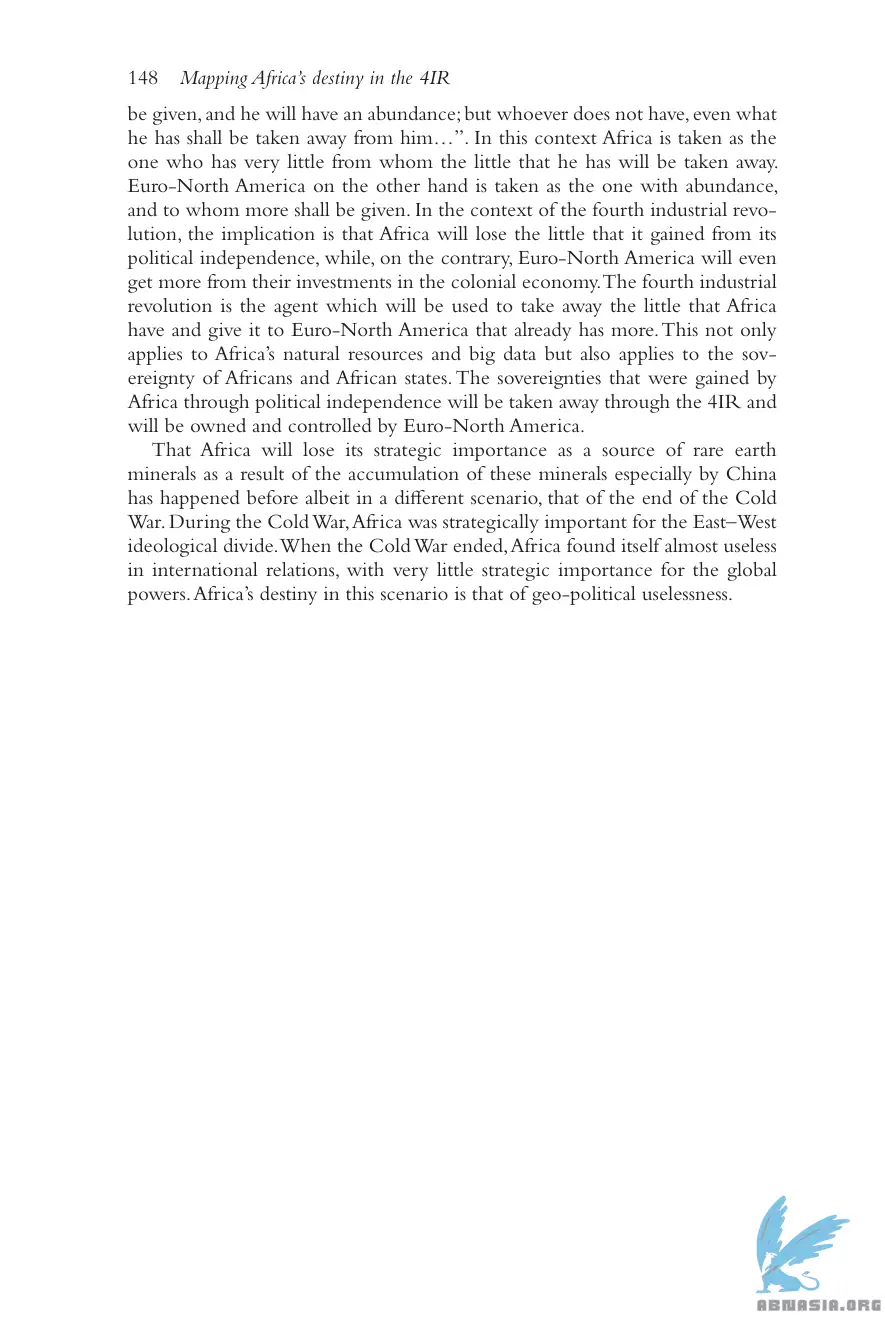 148 Mapping Africa's destiny in the 4IR
be given, and he will have an abundance; but whoever does not have, even what
he has shall be taken away from him…”. In this context Africa is taken as the
one who has very little from whom the little that he has will be taken away.
Euro-North America on the other hand is taken as the one with abundance,
and to whom more shall be given. In the context of the fourth industrial revo-
lution, the implication is that Africa will lose the little that it gained from its
political independence, while, on the contrary, Euro-North America will even
get more from their investments in the colonial economy. The fourth industrial
revolution is the agent which will be used to take away the little that Africa
have and give it to Euro-North America that already has more. This not only
applies to Africa’s natural resources and big data but also applies to the sov-
ereignty of Africans and African states. The sovereignties that were gained by
Africa through political independence will be taken away through the 4IR and
will be owned and controlled by Euro-North America.
That Africa will lose its strategic importance as a source of rare earth
minerals as a result of the accumulation of these minerals especially by China
has happened before albeit in a different scenario, that of the end of the Cold
War. During the Cold War, Africa was strategically important for the East–West
ideological divide. When the Cold War ended, Africa found itself almost useless
in international relations, with very little strategic importance for the global
powers. Africa’s destiny in this scenario is that of geo-political uselessness.
ABNASIA.ORG